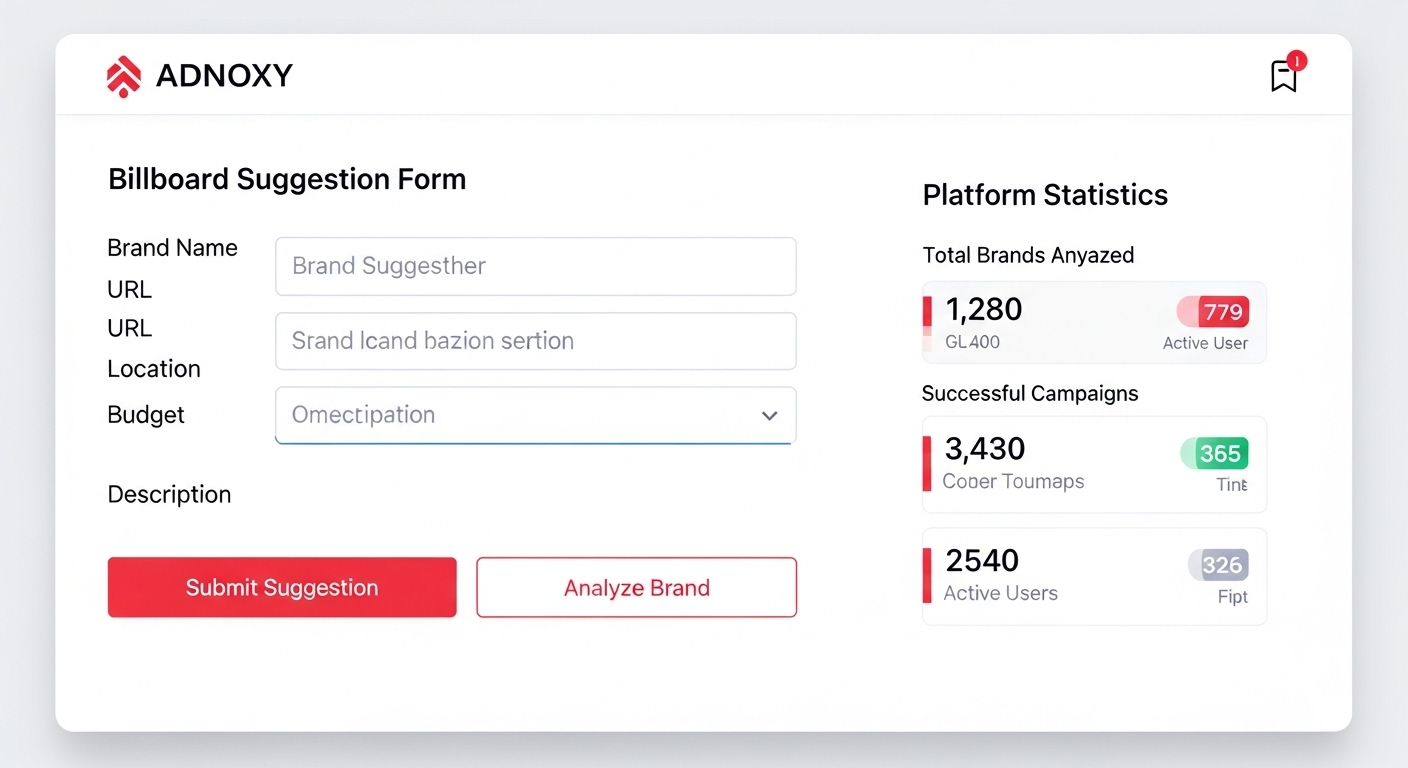 ADNOXY
!
Billboard Suggestion Form
Brand Name
Brand Suggesther
URL
URL
Srand lcand bazion sertion
Location
Budget
Omectipation
Description
Submit Suggestion
Analyze Brand
Platform Statistics
Total Brands Anyazed
1,280
779
GL400
Active User
Successful Campaigns
3,430
365
Cooer Toumaps
Tint
2540
326
Active Users
Fipt